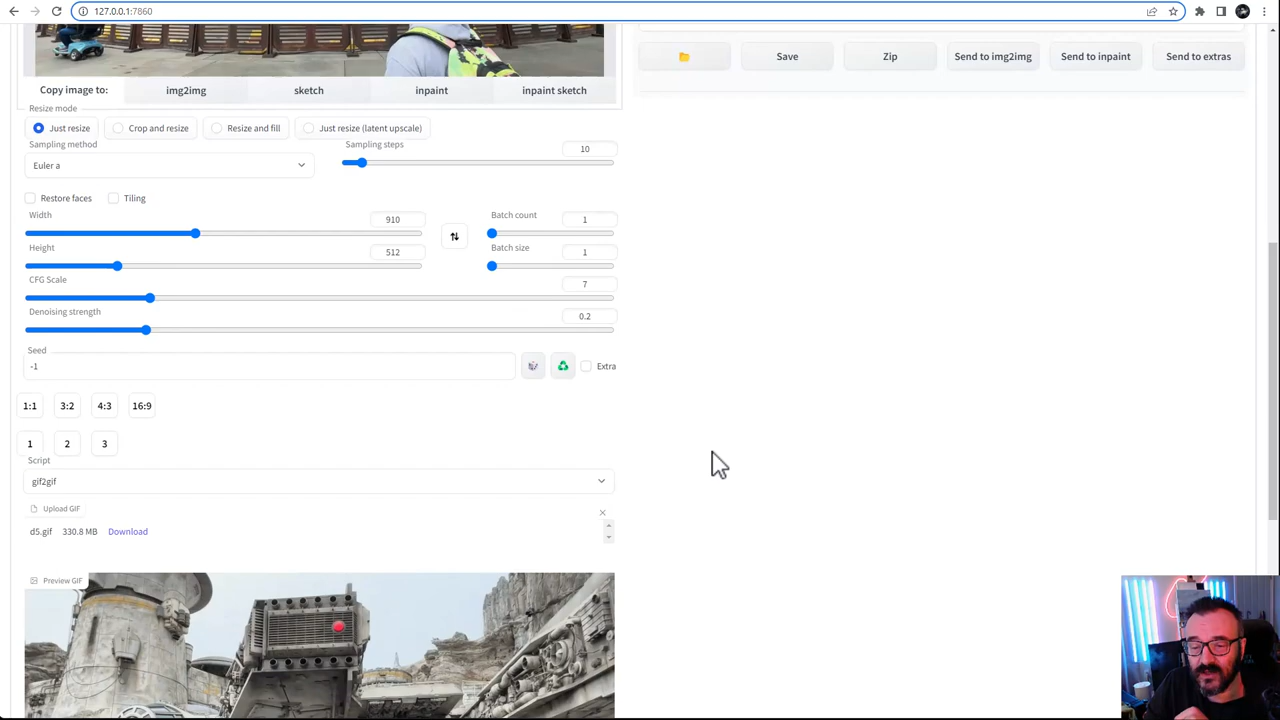 127.0.0.1:7860
Save
Zip
Send to img2img
Send to inpaint
Send to extras
Copy image to:
img2img
sketch
inpaint
inpaint sketch
Resize mode
Just resize
Crop and resize
Resize and fill
Just resize (latent upscale)
Sampling method
Sampling steps
10
Euler a
Restore faces
Tiling
Width
910
Batch count
1
Height
512
Batch size
1
CFG Scale
7
Denoising strength
0.2
Seed
-1
Extra
1:1
3:2
4:3
16:9
1
2
3
Script
gif2gif
Upload GIF
d5.gif 330.8 MB Download
Preview GIF